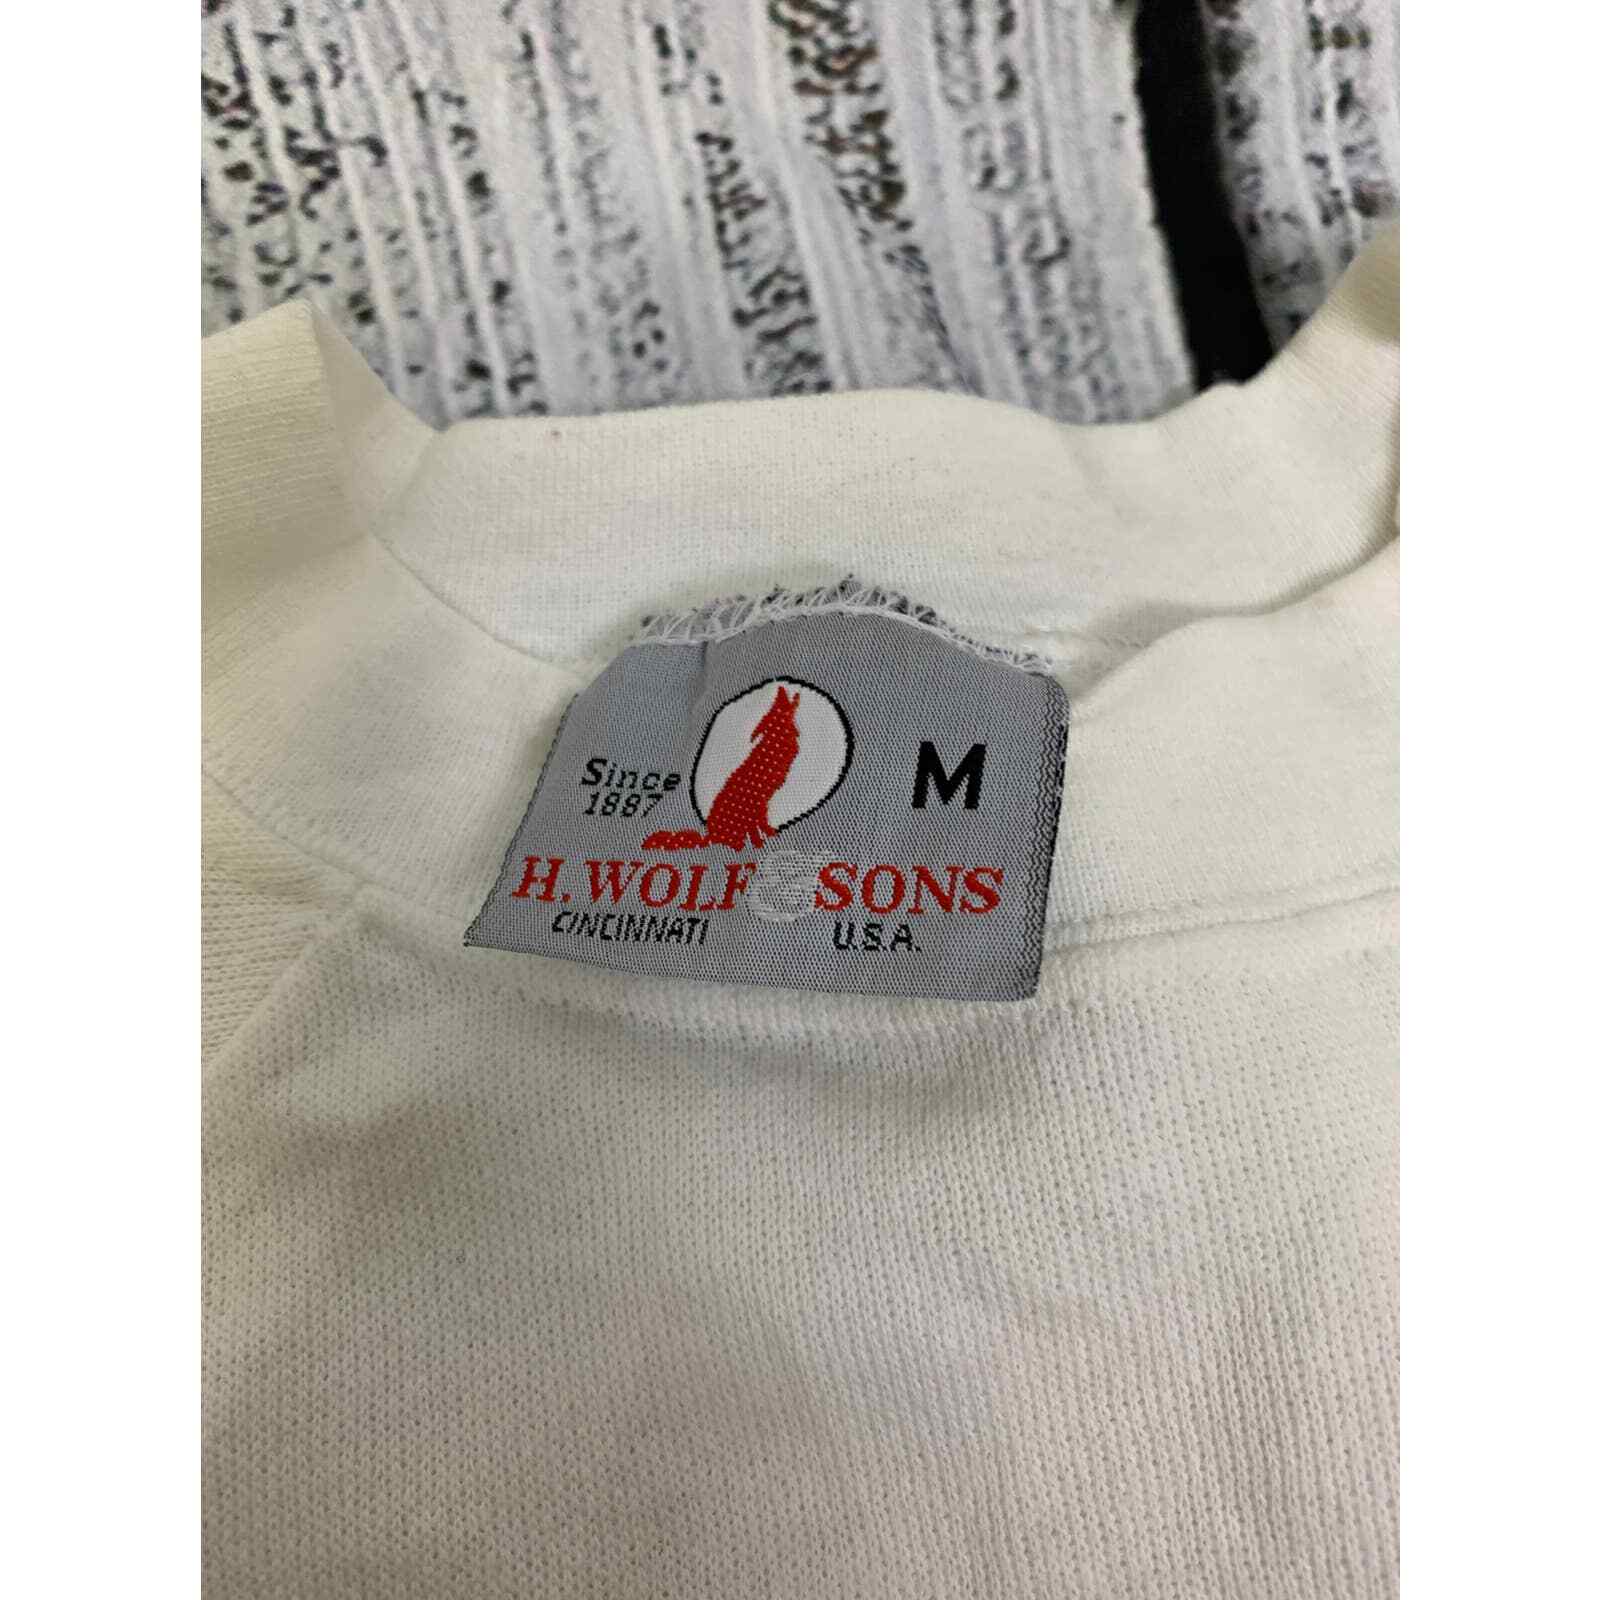 Since
1887
M
H. WOLF & SONS
CINCINNATI U.S.A.